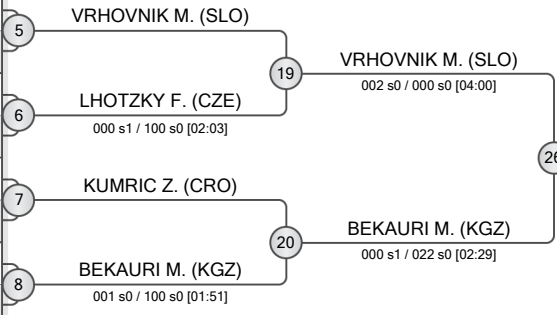 VRHOVNIK M. (SLO)
5
VRHOVNIK M. (SLO)
19
002 s0 / 000 s0 [04:00]
LHOTZKY F. (CZE)
6
000 s1 / 100 s0 [02:03]
26
KUMRIC Z. (CRO)
7
BEKAURI M. (KGZ)
20
000 s1 / 022 s0 [02:29]
BEKAURI M. (KGZ)
8
001 s0 / 100 s0 [01:51]